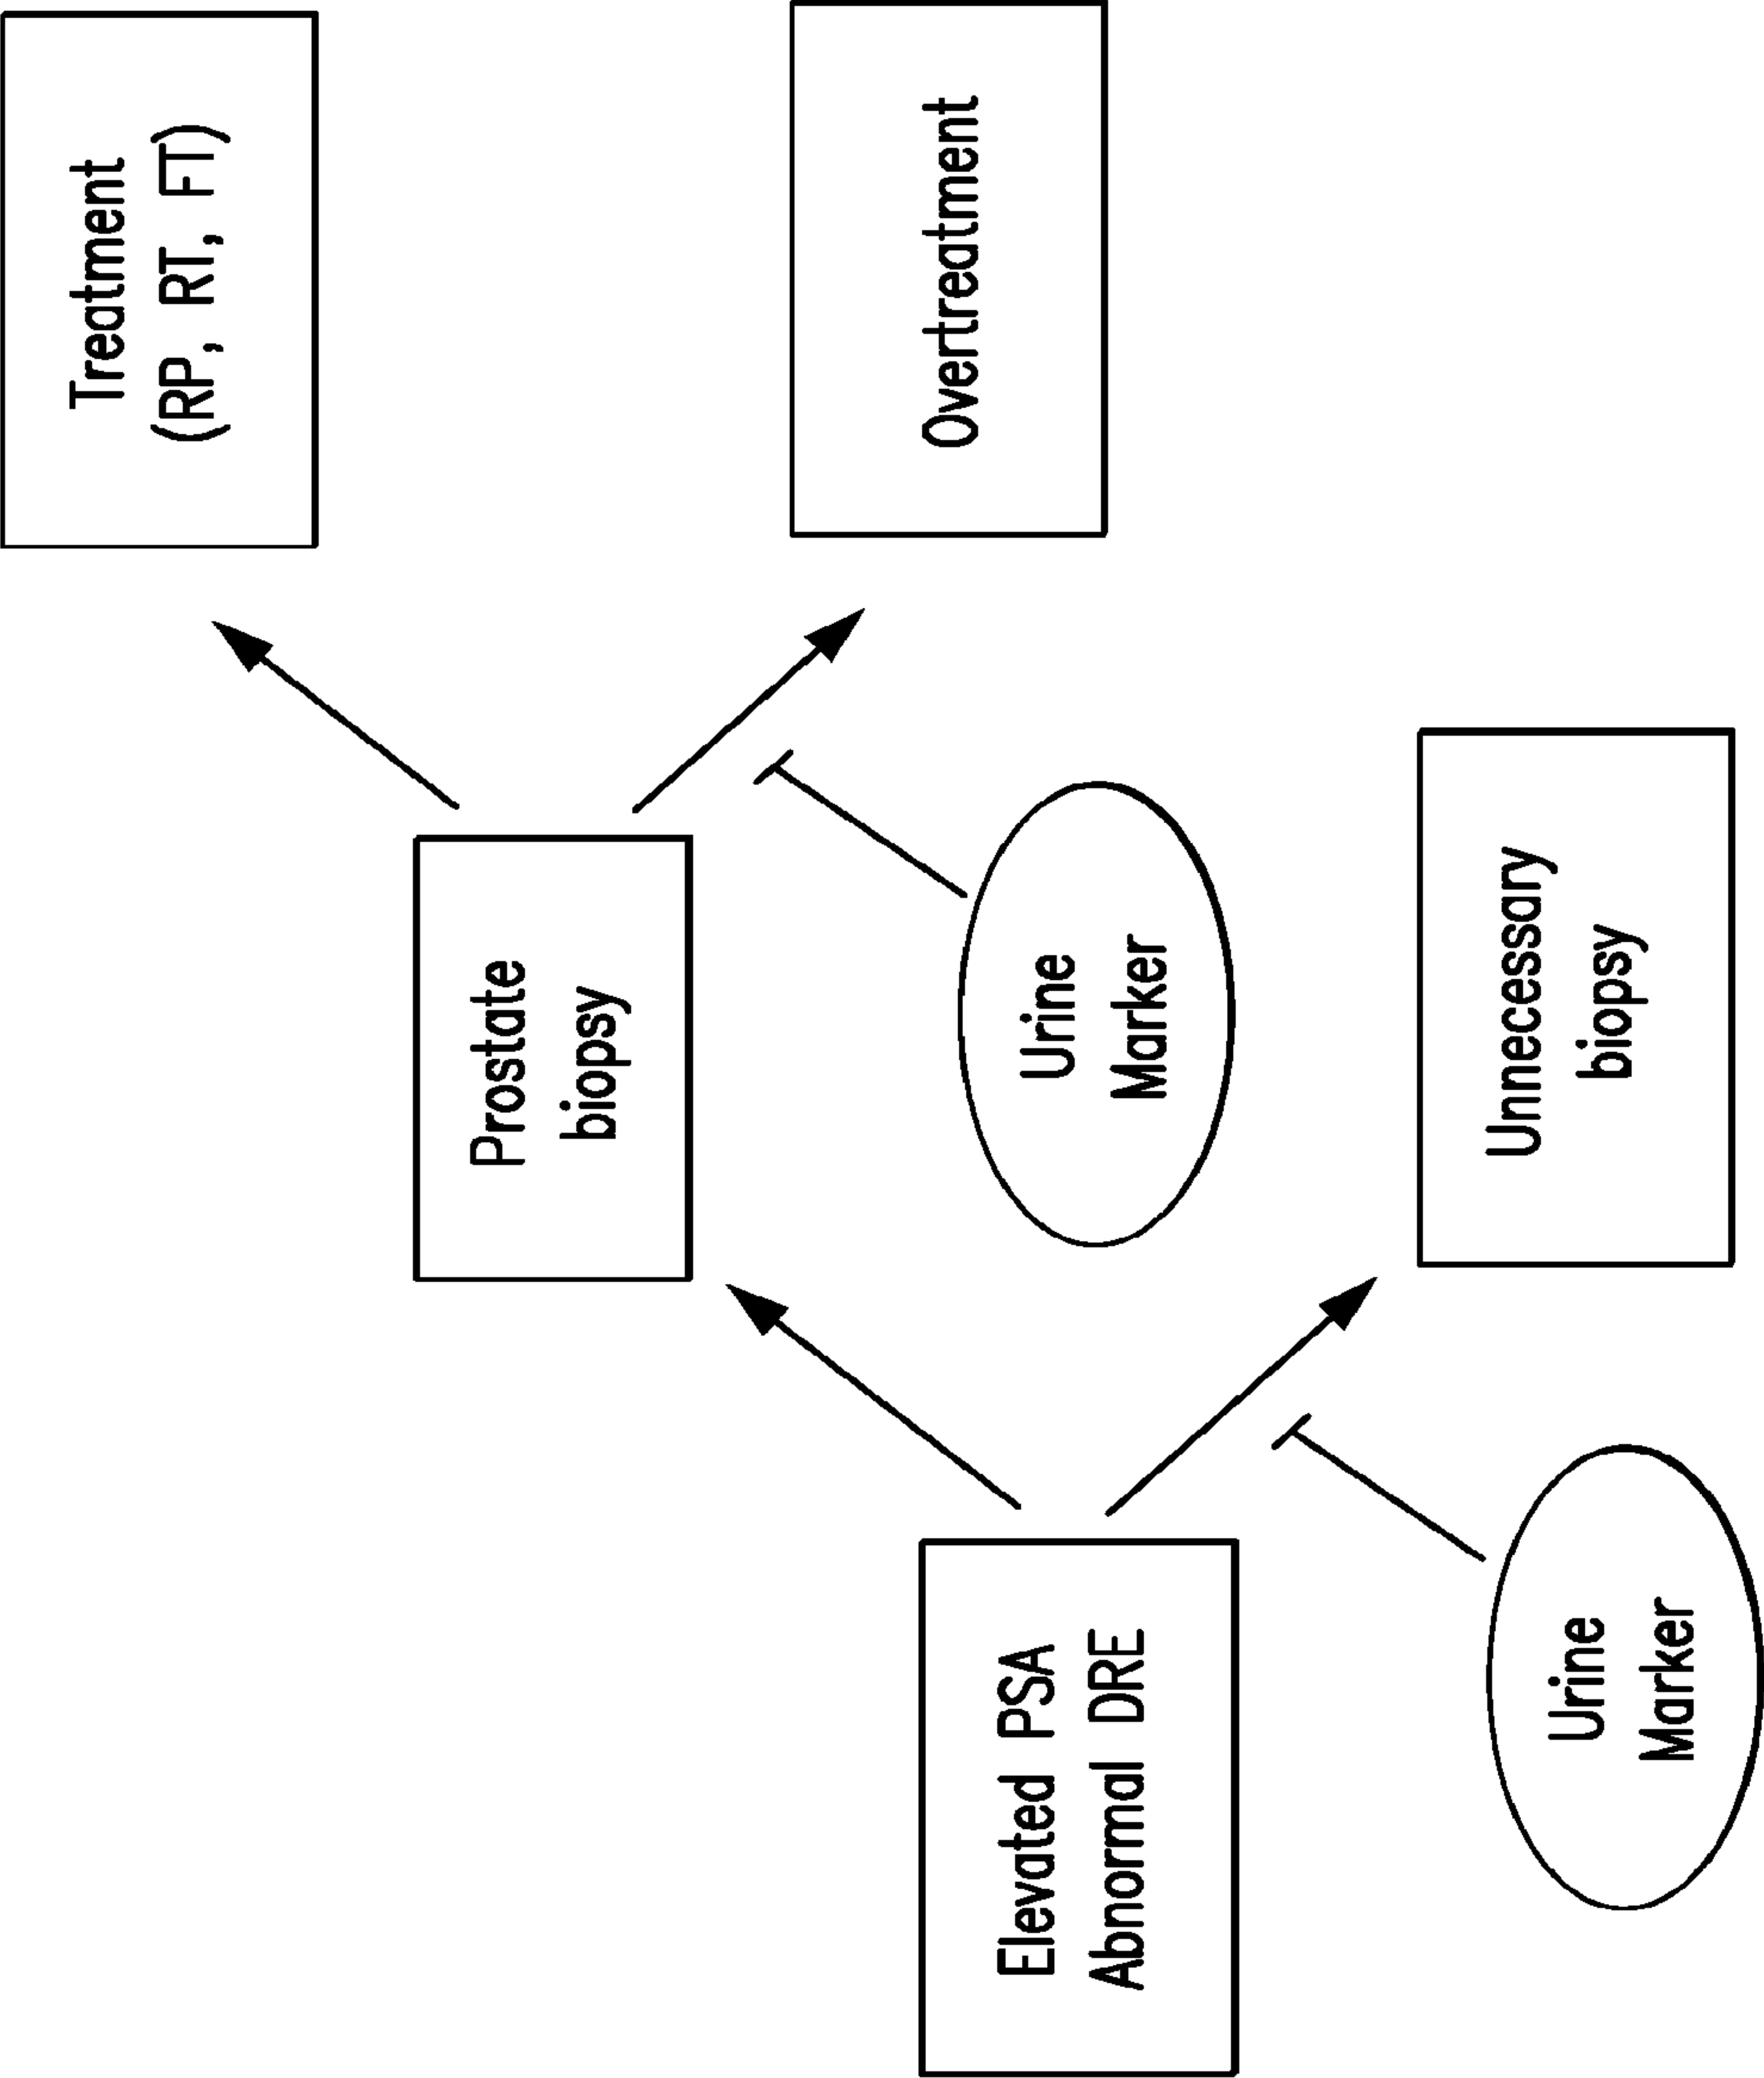 Elevated PSA
Abnormal DRE
Urine
Marker
Prostate
biopsy
Urine
Marker
Unnecessary
biopsy
Treatment
(RP, RT, FT)
Overtreatment